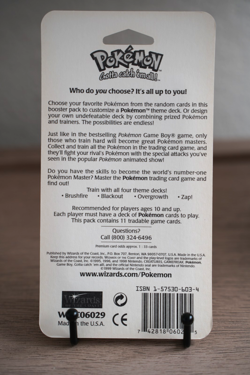 POKéMON
Gotta catch 'em all!
Who do you choose? It's all up to you!
Choose your favorite Pokémon from the random cards in this
booster pack to customize a Pokémon theme deck. Or design
your own undefeatable deck by combining prized Pokémon
and trainers. The possibilities are endless!
Just like in the bestselling Pokémon Game Boy® game, only
those who train hard will become great Pokémon masters.
Collect and train all the Pokémon in the trading card game, and
they'll fight your rival's Pokémon with the special attacks you've
seen in the popular Pokémon animated show!
Do you have the skills to become the world's number-one
Pokémon Master? Master the Pokémon trading card game and
find out!
Train with all four theme decks!
• Brushfire • Blackout • Overgrowth • Zap!
Recommended for players ages 10 and up.
Each player must have a deck of Pokémon cards to play.
This pack contains 11 tradable game cards.
Questions?
Call (800) 324-6496
www.wizards.com/Pokemon
Wizards
06029
Made in the U.S.A.
ISBN 1-57530-603-4